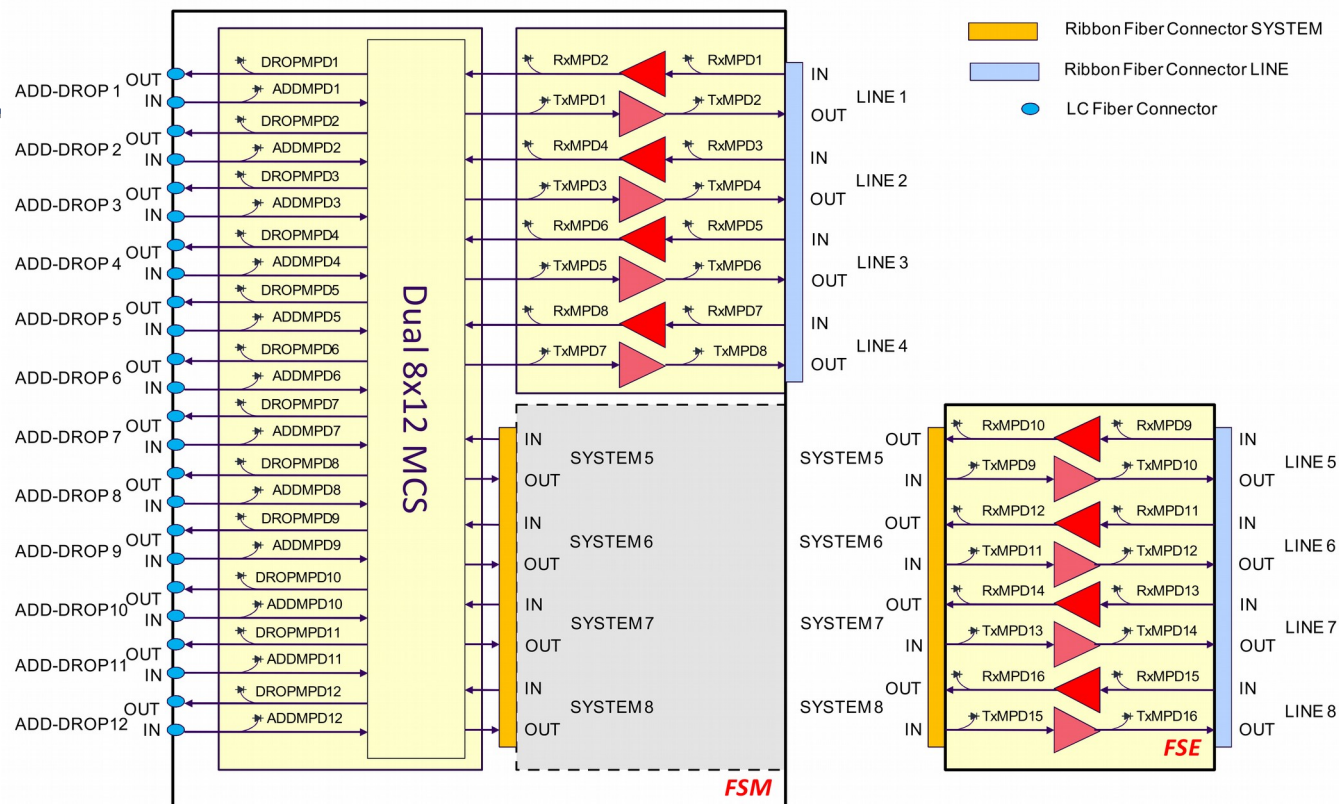 Ribbon Fiber Connector SYSTEM
Ribbon Fiber Connector LINE
LC Fiber Connector
ADD-DROP 1
OUT
IN
DROPMPD1
ADDMPD1
ADD-DROP 2
OUT
IN
DROPMPD2
ADDMPD2
ADD-DROP 3
OUT
IN
DROPMPD3
ADDMPD3
ADD-DROP 4
OUT
IN
DROPMPD4
ADDMPD4
ADD-DROP 5
OUT
IN
DROPMPD5
ADDMPD5
ADD-DROP 6
OUT
IN
DROPMPD6
ADDMPD6
ADD-DROP 7
OUT
IN
DROPMPD7
ADDMPD7
ADD-DROP 8
OUT
IN
DROPMPD8
ADDMPD8
ADD-DROP 9
OUT
IN
DROPMPD9
ADDMPD9
ADD-DROP10
OUT
IN
DROPMPD10
ADDMPD10
ADD-DROP11
OUT
IN
DROPMPD11
ADDMPD11
ADD-DROP12
OUT
IN
DROPMPD12
ADDMPD12
Dual 8x12 MCS
RxMPD2 RxMPD1 IN
TxMPD1 TxMPD2 OUT
LINE 1
RxMPD4 RxMPD3 IN
TxMPD3 TxMPD4 OUT
LINE 2
RxMPD6 RxMPD5 IN
TxMPD5 TxMPD6 OUT
LINE 3
RxMPD8 RxMPD7 IN
TxMPD7 TxMPD8 OUT
LINE 4
IN
SYSTEM 5
OUT
IN
SYSTEM 6
OUT
IN
SYSTEM 7
OUT
IN
SYSTEM 8
OUT
FSM
SYSTEM 5
OUT RxMPD10 RxMPD9 IN
IN TxMPD9 TxMPD10 OUT
LINE 5
SYSTEM 6
OUT RxMPD12 RxMPD11 IN
IN TxMPD11 TxMPD12 OUT
LINE 6
SYSTEM 7
OUT RxMPD14 RxMPD13 IN
IN TxMPD13 TxMPD14 OUT
LINE 7
SYSTEM 8
OUT RxMPD16 RxMPD15 IN
IN TxMPD15 TxMPD16 OUT
LINE 8
FSE